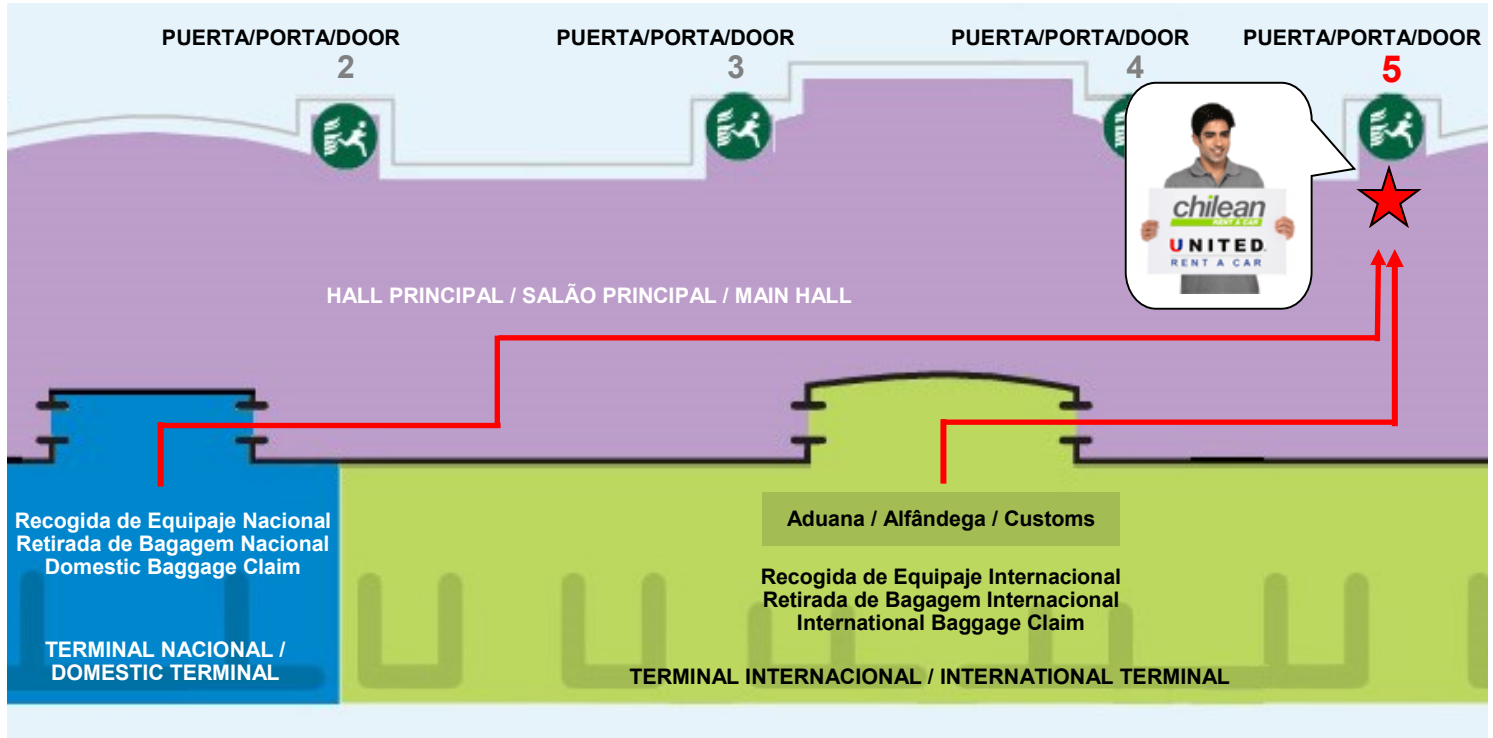 PUERTA/PORTA/DOOR
2
PUERTA/PORTA/DOOR
3
PUERTA/PORTA/DOOR
4
PUERTA/PORTA/DOOR
5
chilean
RENT A CAR
UNITED.
RENT A CAR
HALL PRINCIPAL / SALÃO PRINCIPAL / MAIN HALL
Recogida de Equipaje Nacional
Retirada de Bagagem Nacional
Domestic Baggage Claim
TERMINAL NACIONAL /
DOMESTIC TERMINAL
Aduana / Alfândega / Customs
Recogida de Equipaje Internacional
Retirada de Bagagem Internacional
International Baggage Claim
TERMINAL INTERNACIONAL / INTERNATIONAL TERMINAL